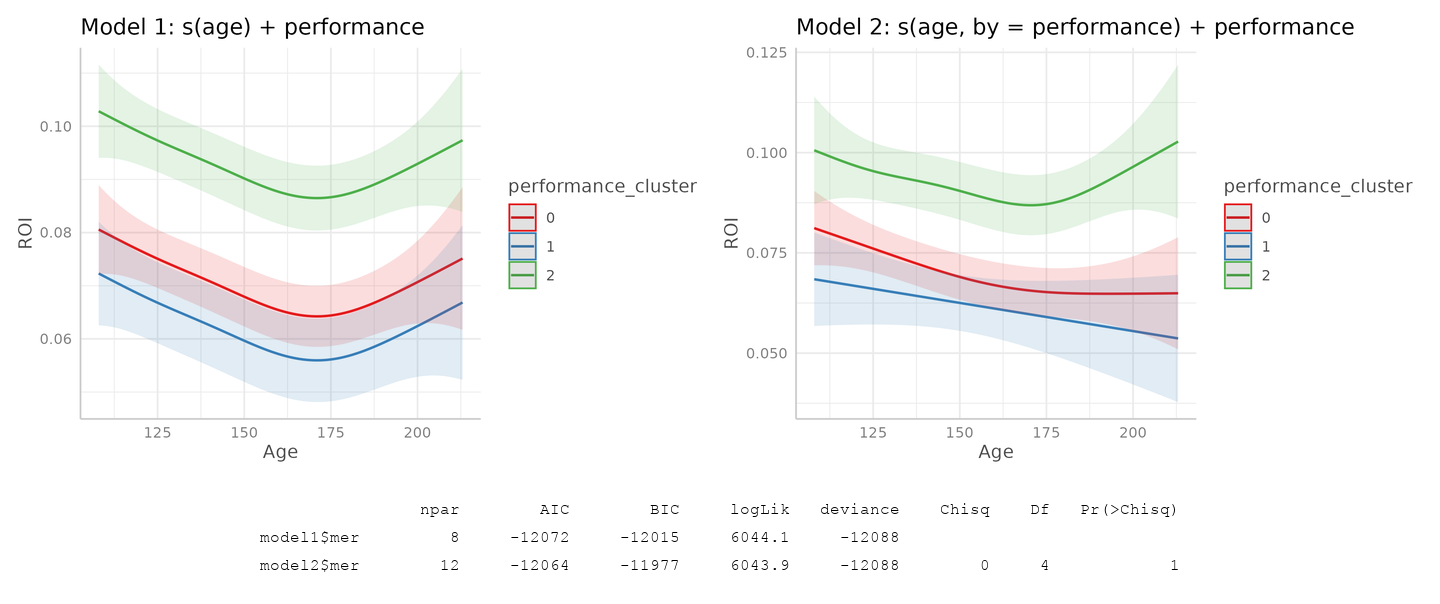 Model 1: s(age) + performance
0.10
0.08
0.06
ROI
125 150 175 200
Age
performance_cluster
0
1
2
Model 2: s(age, by = performance) + performance
0.125
0.100
0.075
0.050
ROI
125 150 175 200
Age
performance_cluster
0
1
2
npar AIC BIC logLik deviance Chisq Df Pr(>Chisq)
model1$mer 8 -12072 -12015 6044.1 -12088
model2$mer 12 -12064 -11977 6043.9 -12088 0 4 1